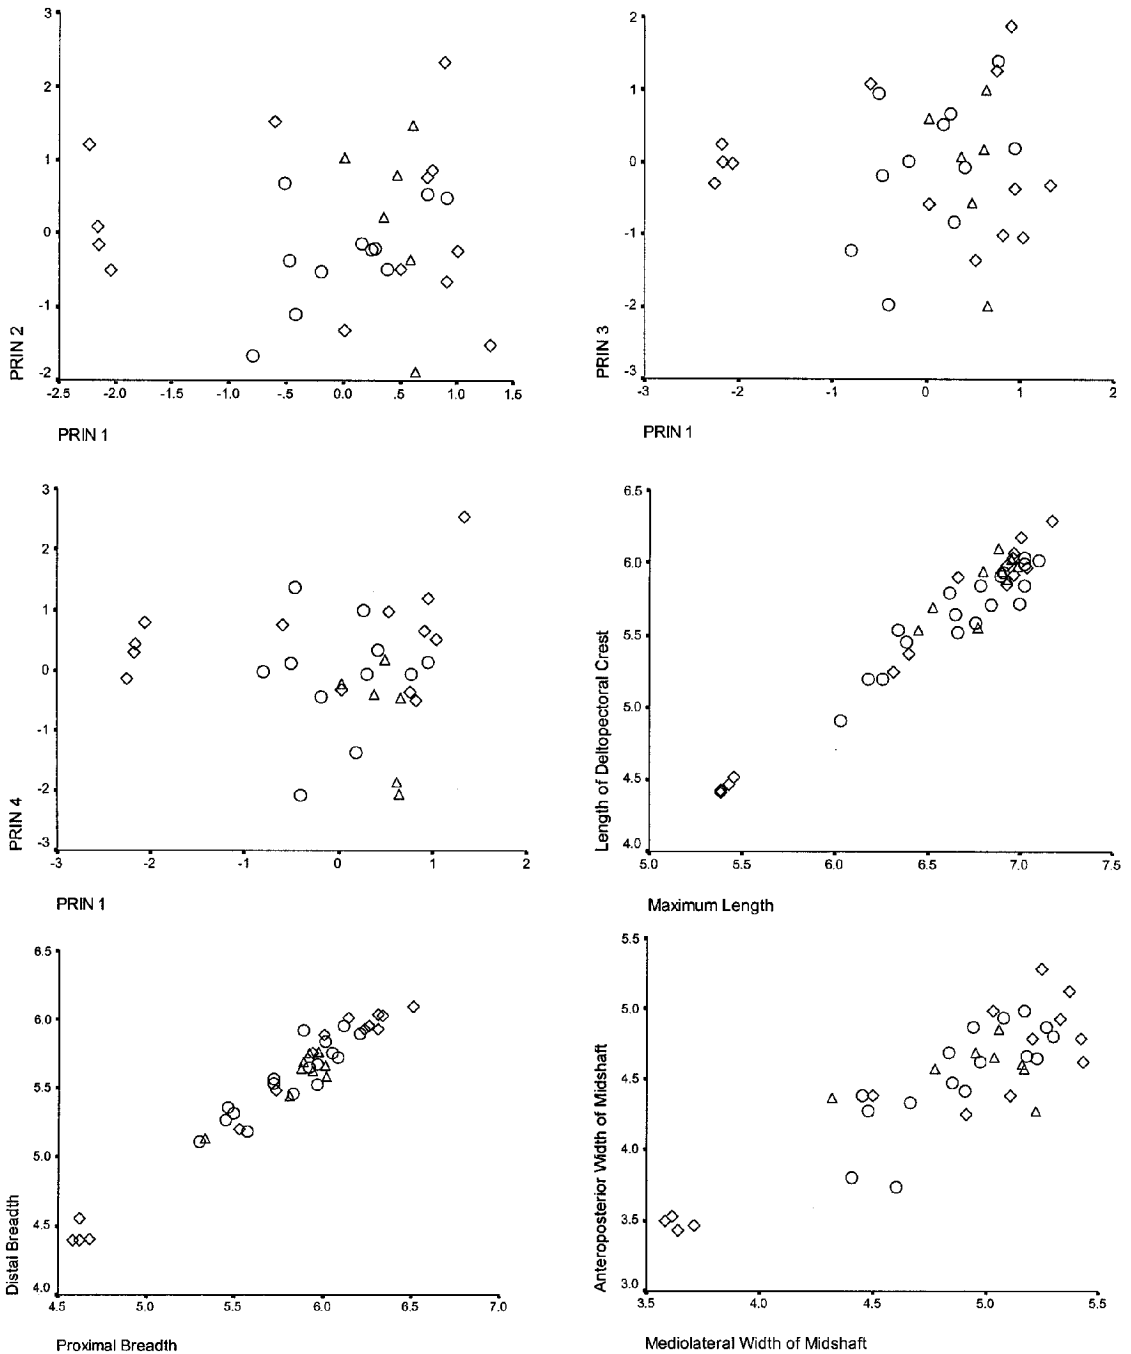 3
2
1
0
-1
-2
PRIN 2
-2.5 -2.0 -1.5 -1.0 -.5 0.0 .5 1.0 1.5
PRIN 1
2
1
0
-1
-2
-3
PRIN 3
-3 -2 -1 0 1 2
PRIN 1
3
2
1
0
-1
-2
-3
PRIN 4
-3 -2 -1 0 1 2
PRIN 1
6.5
6.0
5.5
5.0
4.5
4.0
Length of Deltopectoral Crest
5.0 5.5 6.0 6.5 7.0 7.5
Maximum Length
6.5
6.0
5.5
5.0
4.5
4.0
Distal Breadth
4.5 5.0 5.5 6.0 6.5 7.0
Proximal Breadth
5.5
5.0
4.5
4.0
3.5
3.0
Anteroposterior Width of Midshaft
3.5 4.0 4.5 5.0 5.5
Mediolateral Width of Midshaft